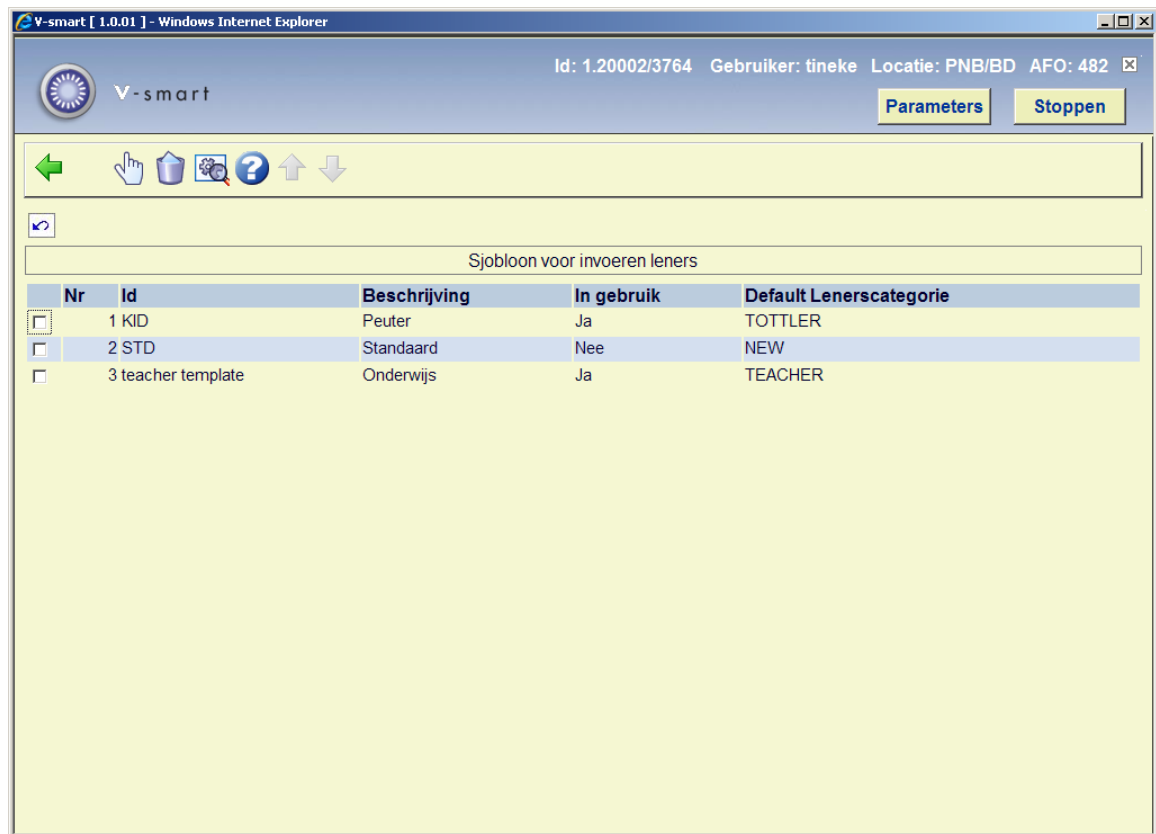 V-smart [ 1.0.01 ] - Windows Internet Explorer
Id: 1.20002/3764 Gebruiker: tineke Locatie: PNB/BD AFO: 482
V-smart
Parameters Stoppen
Sjobloon voor invoeren leners
Nr Id Beschrijving In gebruik Default Lenerscategorie
1 KID Peuter Ja TOTTLER
2 STD Standaard Nee NEW
3 teacher template Onderwijs Ja TEACHER